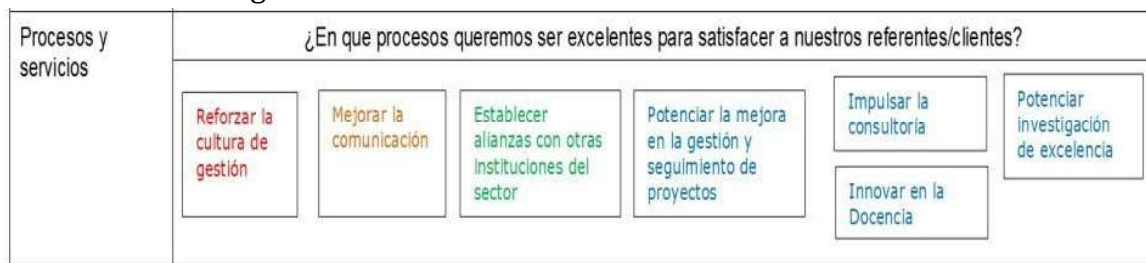 Procesos y
servicios
¿En que procesos queremos ser excelentes para satisfacer a nuestros referentes/clientes?
Reforzar la
cultura de
gestión
Mejorar la
comunicación
Establecer
alianzas con otras
instituciones del
sector
Potenciar la mejora
en la gestión y
seguimiento de
proyectos
Impulsar la
consultoría
Innovar en la
Docencia
Potenciar
investigación
de excelencia